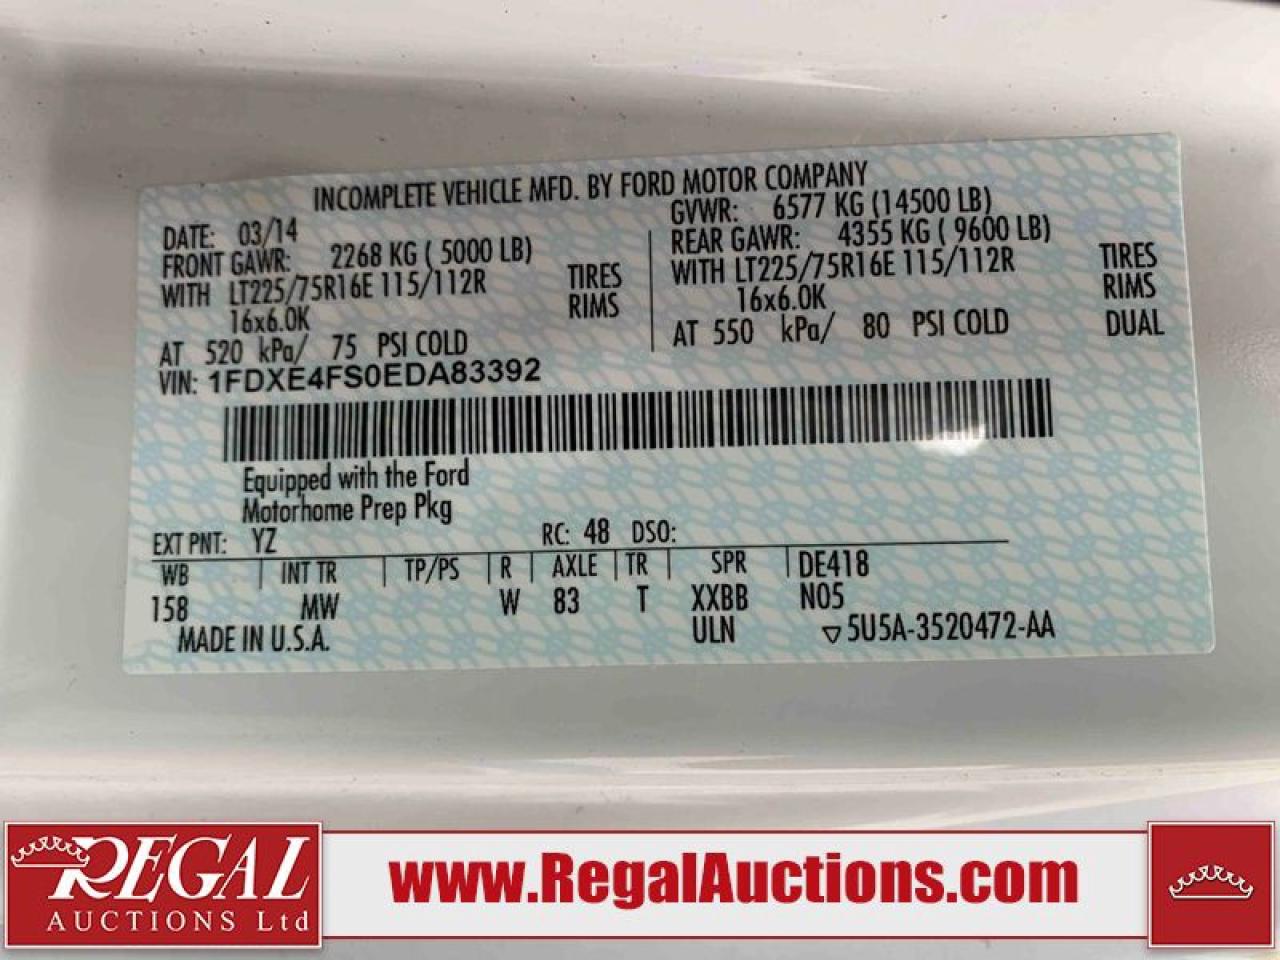 INCOMPLETE VEHICLE MFD. BY FORD MOTOR COMPANY
DATE: 03/14
GVWR: 6577 KG (14500 LB)
FRONT GAWR: 2268 KG ( 5000 LB)
REAR GAWR: 4355 KG ( 9600 LB)
WITH LT225/75R16E 115/112R TIRES
WITH LT225/75R16E 115/112R TIRES
16x6.0K RIMS
16x6.0K RIMS
AT 520 kPa/ 75 PSI COLD
AT 550 kPa/ 80 PSI COLD DUAL
VIN: 1FDXE4FS0EDA83392
Equipped with the Ford
Motorhome Prep Pkg
EXT PNT: YZ RC: 48 DSO:
WB | INT TR | TP/PS | R | AXLE | TR | SPR | DE418
158 MW W 83 T XXBB N05
MADE IN U.S.A. ULN ▽5U5A-3520472-AA
REGAL
AUCTIONS Ltd
www.RegalAuctions.com